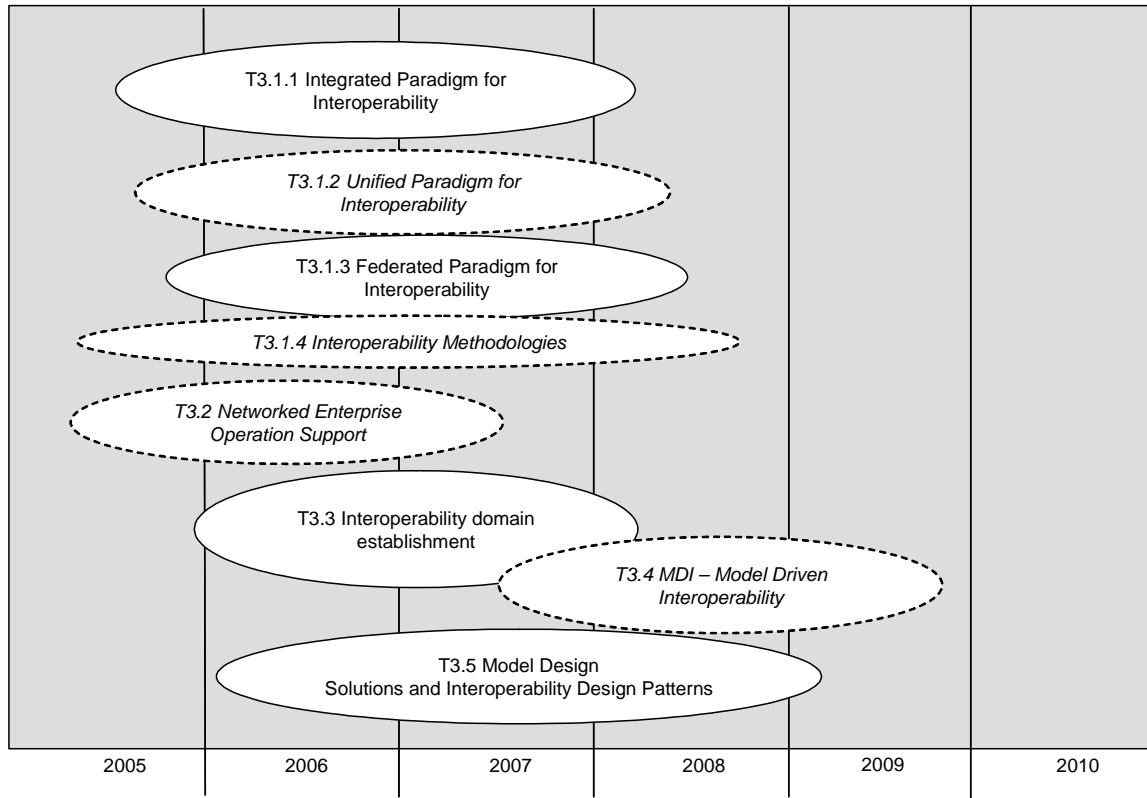 T3.1.1 Integrated Paradigm for
Interoperability
T3.1.2 Unified Paradigm for
Interoperability
T3.1.3 Federated Paradigm for
Interoperability
T3.1.4 Interoperability Methodologies
T3.2 Networked Enterprise
Operation Support
T3.3 Interoperability domain
establishment
T3.4 MDI – Model Driven
Interoperability
T3.5 Model Design
Solutions and Interoperability Design Patterns
2005 2006 2007 2008 2009 2010